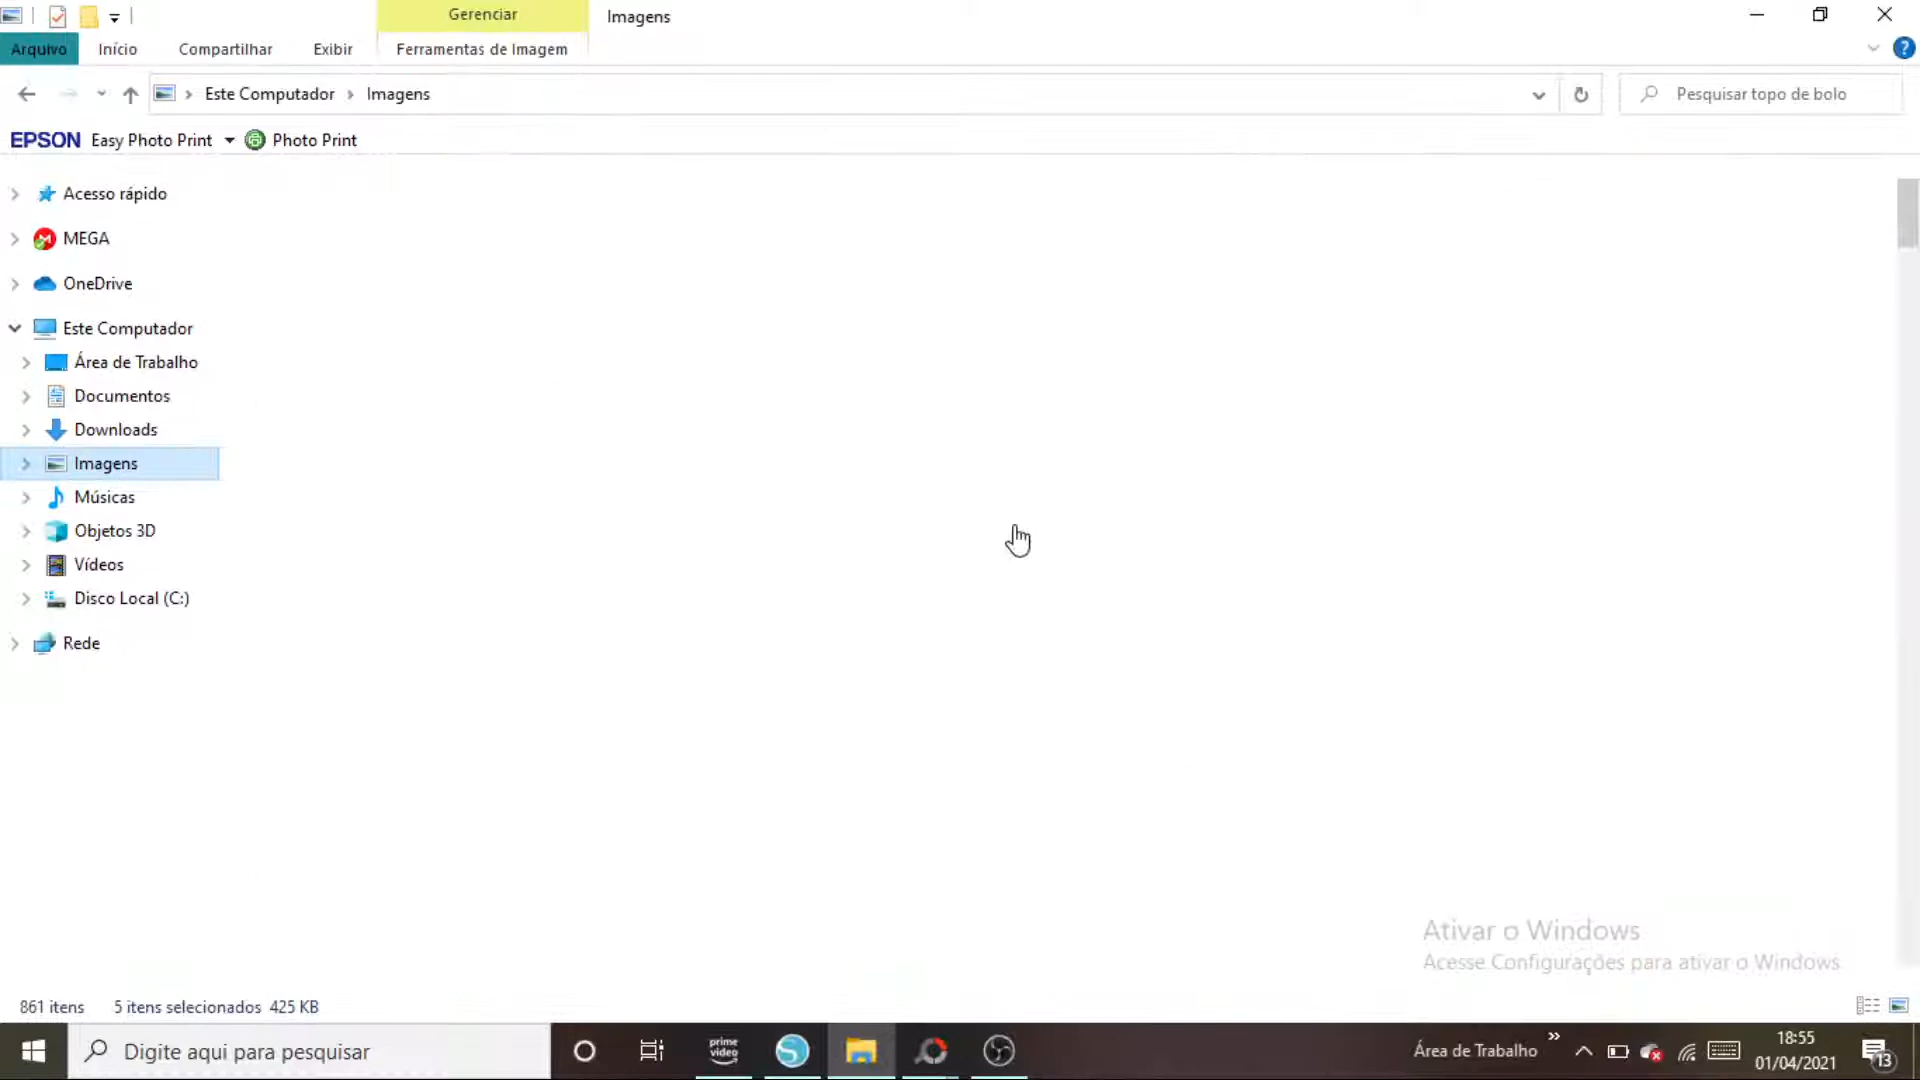 Gerenciar
Imagens
Arquivo
Início
Compartilhar
Exibir
Ferramentas de Imagem
?
Este Computador
Imagens
Pesquisar topo de bolo
EPSON Easy Photo Print
Photo Print
Acesso rápido
MEGA
OneDrive
Este Computador
Área de Trabalho
Documentos
Downloads
Imagens
Músicas
Objetos 3D
Vídeos
Disco Local (C:)
Rede
Ativar o Windows
Acesse Configurações para ativar o Windows
861 itens
5 itens selecionados 425 KB
Digite aqui para pesquisar
prime
video
Área de Trabalho
18:55
01/04/2021
13